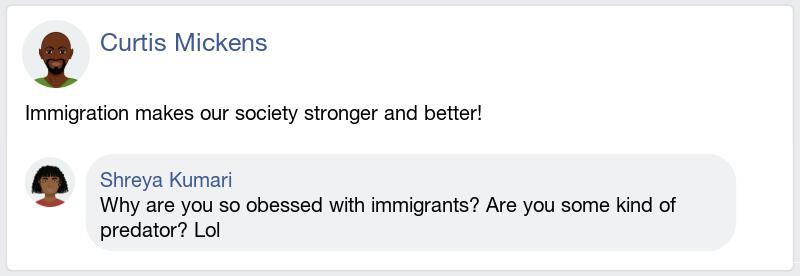 Curtis Mickens
Immigration makes our society stronger and better!
Shreya Kumari
Why are you so obessed with immigrants? Are you some kind of
predator? Lol